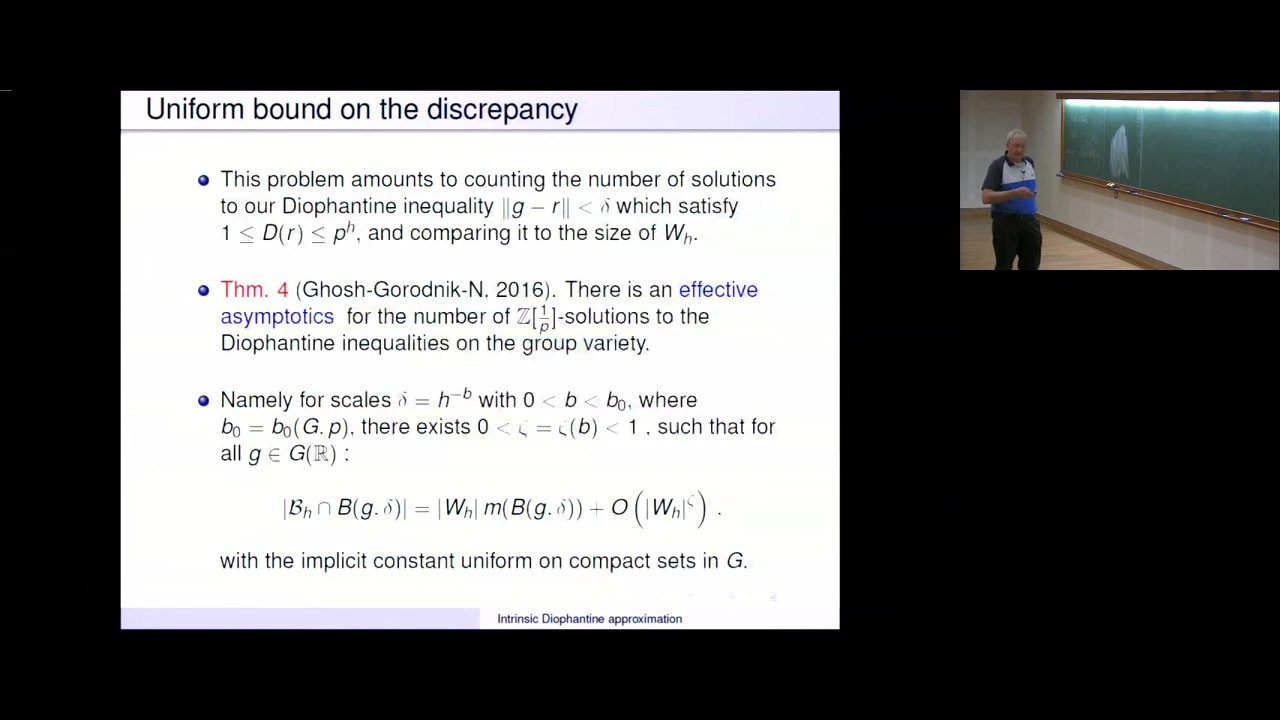 Uniform bound on the discrepancy
This problem amounts to counting the number of solutions
to our Diophantine inequality ‖g − r‖ < δ which satisfy
1 ≤ D(r) ≤ p^h, and comparing it to the size of W_h.
Thm. 4 (Ghosh-Gorodnik-N, 2016). There is an effective
asymptotics for the number of ℤ[1/p]-solutions to the
Diophantine inequalities on the group variety.
Namely for scales δ = h^{−b} with 0 < b < b_0, where
b_0 = b_0(G. p), there exists 0 < ζ = ζ(b) < 1 , such that for
all g ∈ G(ℝ) :
|ℬ_h ∩ B(g. δ)| = |W_h| m(B(g. δ)) + O(|W_h|^ζ) .
with the implicit constant uniform on compact sets in G.
Intrinsic Diophantine approximation